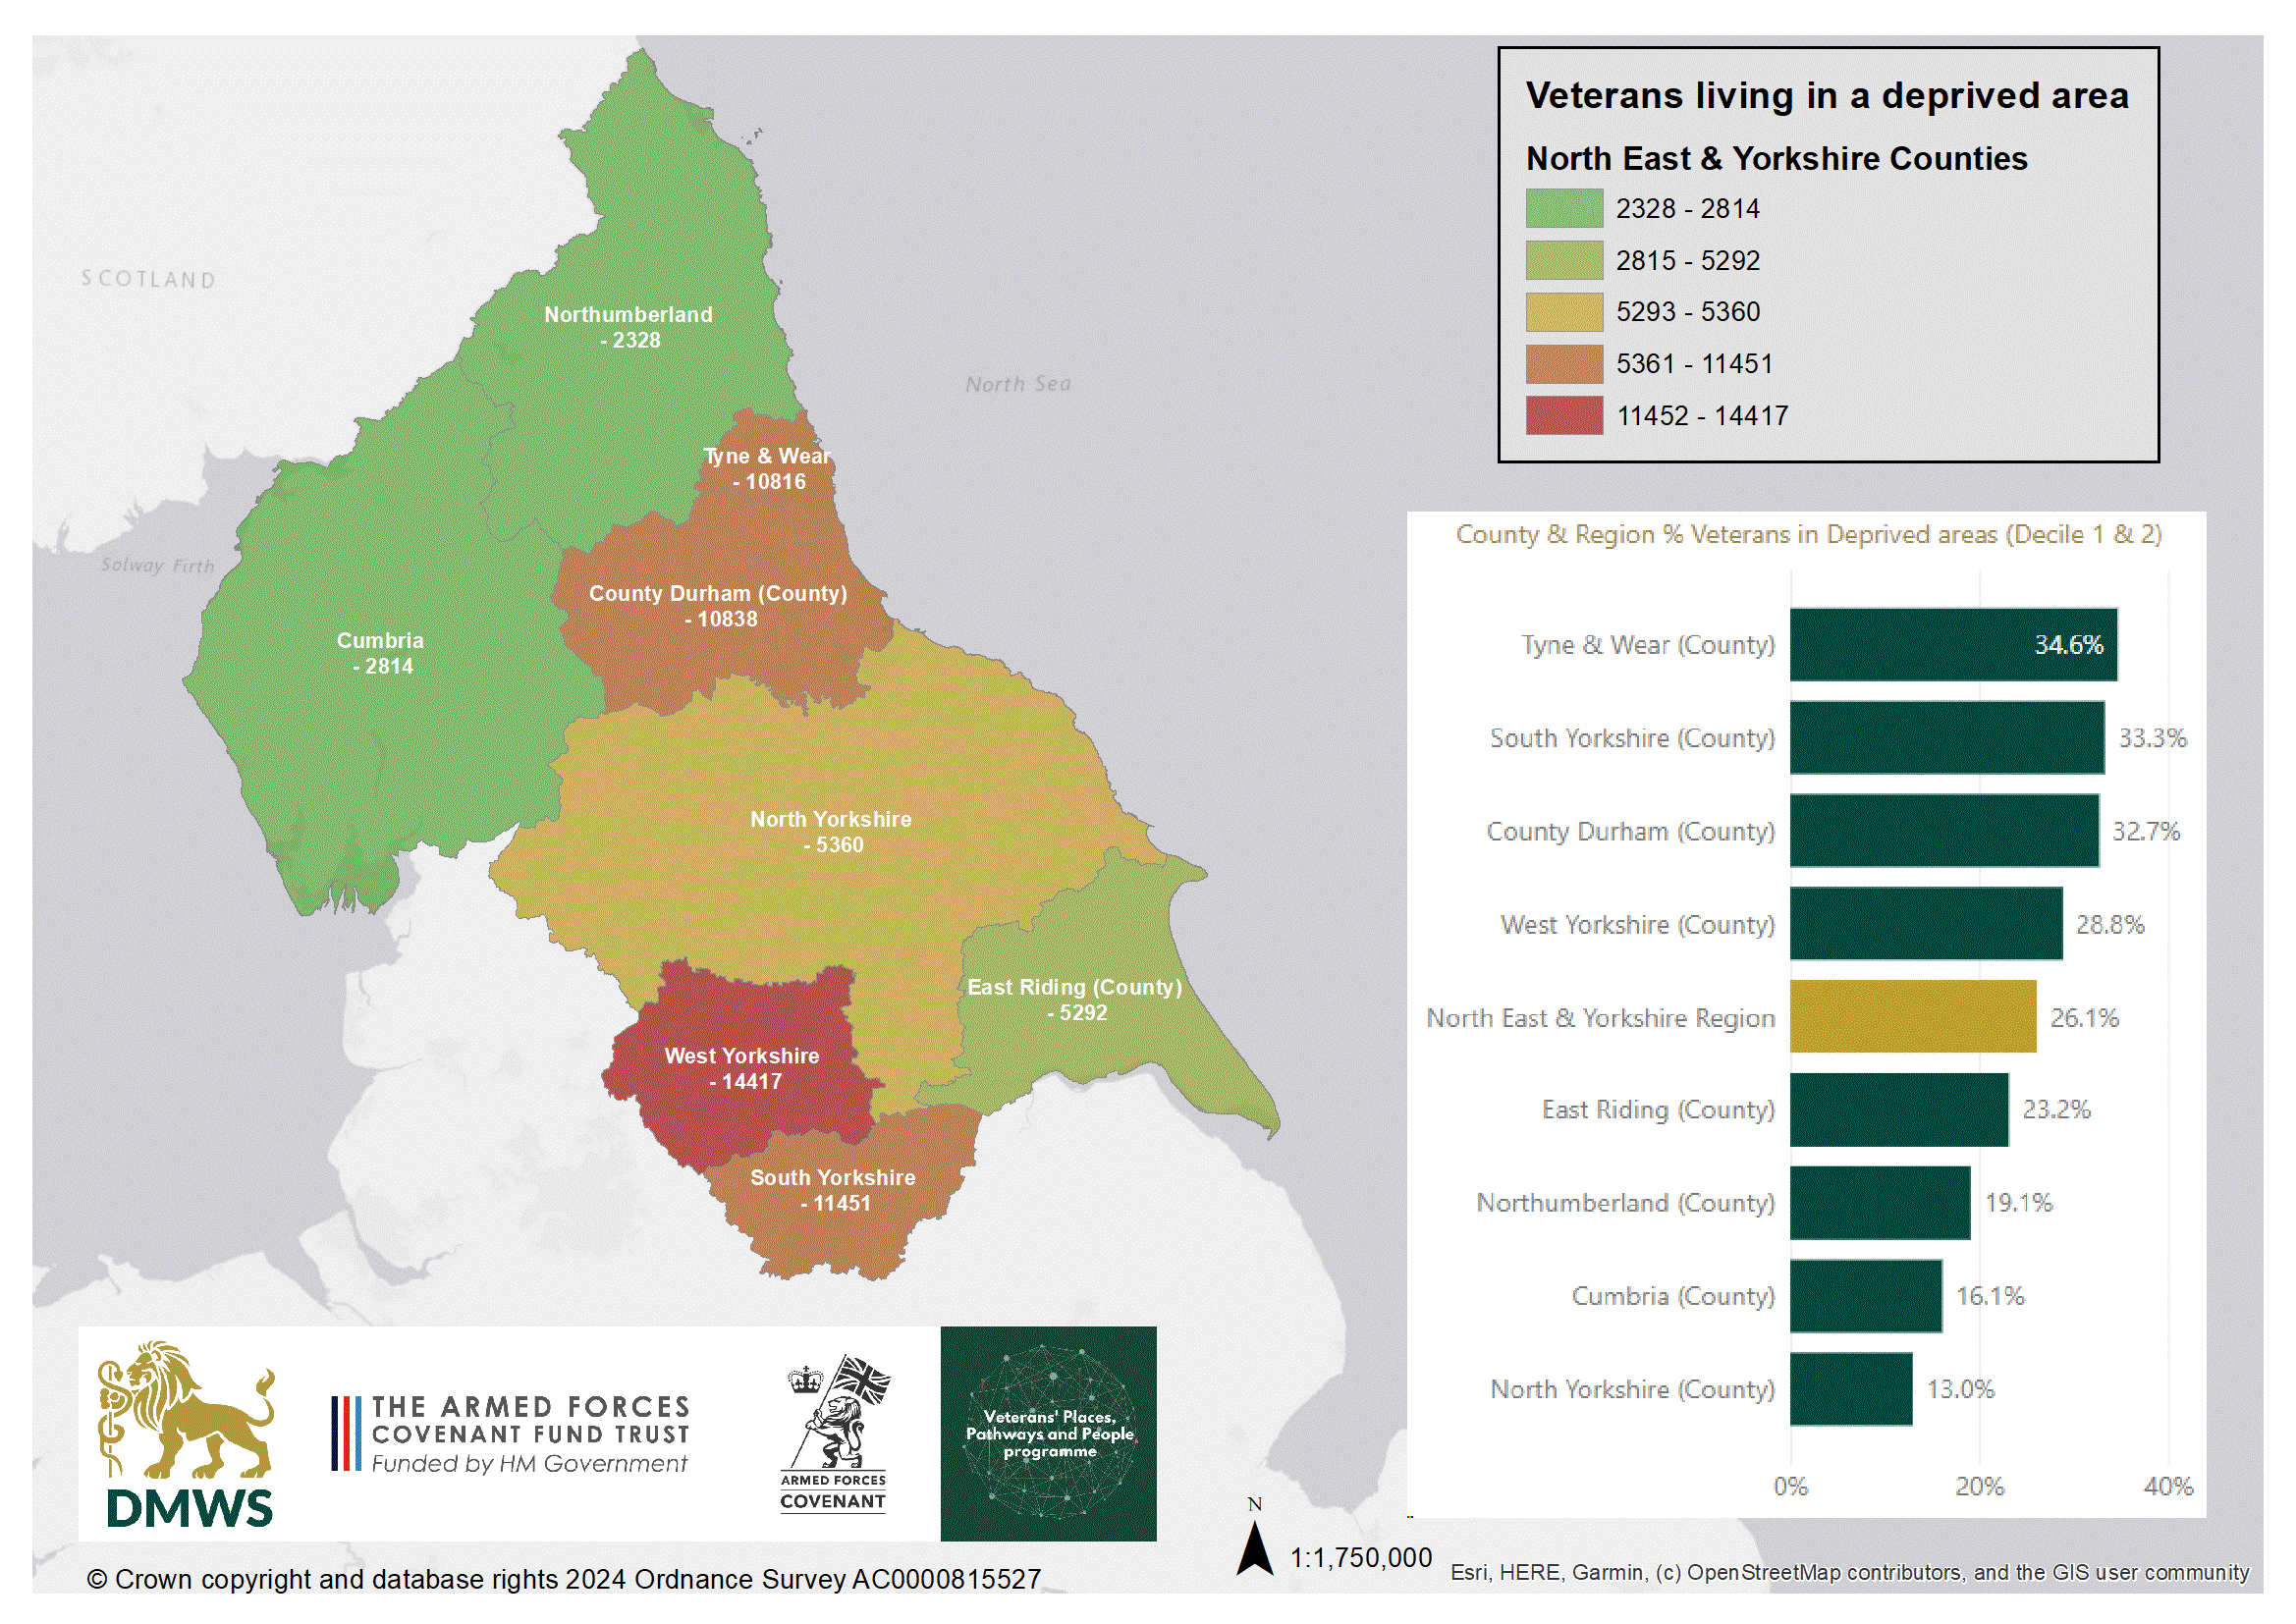 Veterans living in a deprived area
North East & Yorkshire Counties
2328 - 2814
2815 - 5292
5293 - 5360
5361 - 11451
11452 - 14417
SCOTLAND
Northumberland
- 2328
North Sea
Tyne & Wear
- 10816
Solway Firth
County Durham (County)
- 10838
Cumbria
- 2814
North Yorkshire
- 5360
East Riding (County)
- 5292
West Yorkshire
- 14417
South Yorkshire
- 11451
County & Region % Veterans in Deprived areas (Decile 1 & 2)
Tyne & Wear (County) 34.6%
South Yorkshire (County) 33.3%
County Durham (County) 32.7%
West Yorkshire (County) 28.8%
North East & Yorkshire Region 26.1%
East Riding (County) 23.2%
Northumberland (County) 19.1%
Cumbria (County) 16.1%
North Yorkshire (County) 13.0%
0% 20% 40%
DMWS
THE ARMED FORCES
COVENANT FUND TRUST
Funded by HM Government
ARMED FORCES
COVENANT
Veterans' Places,
Pathways and People
programme
N
1:1,750,000
© Crown copyright and database rights 2024 Ordnance Survey AC0000815527
Esri, HERE, Garmin, (c) OpenStreetMap contributors, and the GIS user community